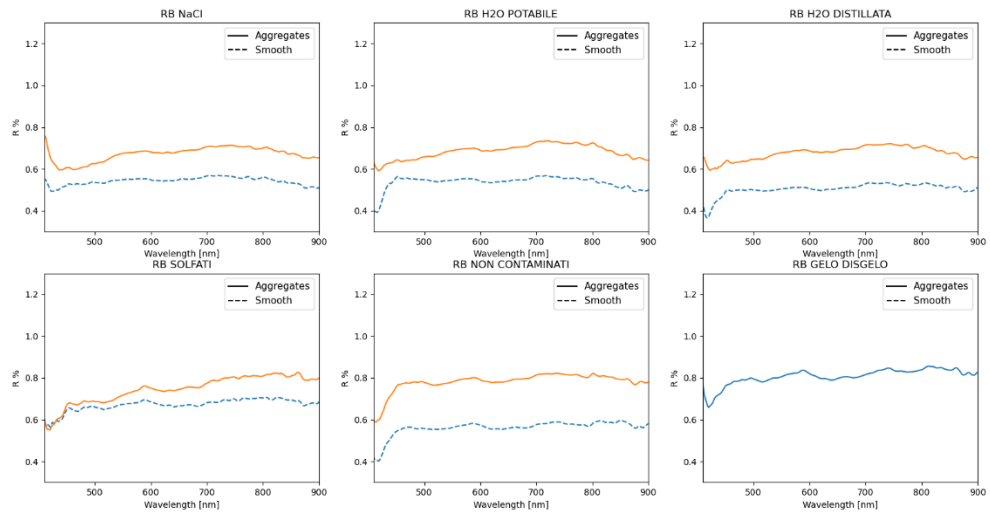 RB NaCl
1.2
1.0
0.8
0.6
0.4
R %
Aggregates
Smooth
500 600 700 800 900
Wavelength [nm]
RB H2O POTABILE
1.2
1.0
0.8
0.6
0.4
R %
Aggregates
Smooth
500 600 700 800 900
Wavelength [nm]
RB H2O DISTILLATA
1.2
1.0
0.8
0.6
0.4
R %
Aggregates
Smooth
500 600 700 800 900
Wavelength [nm]
RB SOLFATI
1.2
1.0
0.8
0.6
0.4
R %
Aggregates
Smooth
500 600 700 800 900
Wavelength [nm]
RB NON CONTAMINATI
1.2
1.0
0.8
0.6
0.4
R %
Aggregates
Smooth
500 600 700 800 900
Wavelength [nm]
RB GELO DISGELO
1.2
1.0
0.8
0.6
0.4
R %
Aggregates
Smooth
500 600 700 800 900
Wavelength [nm]